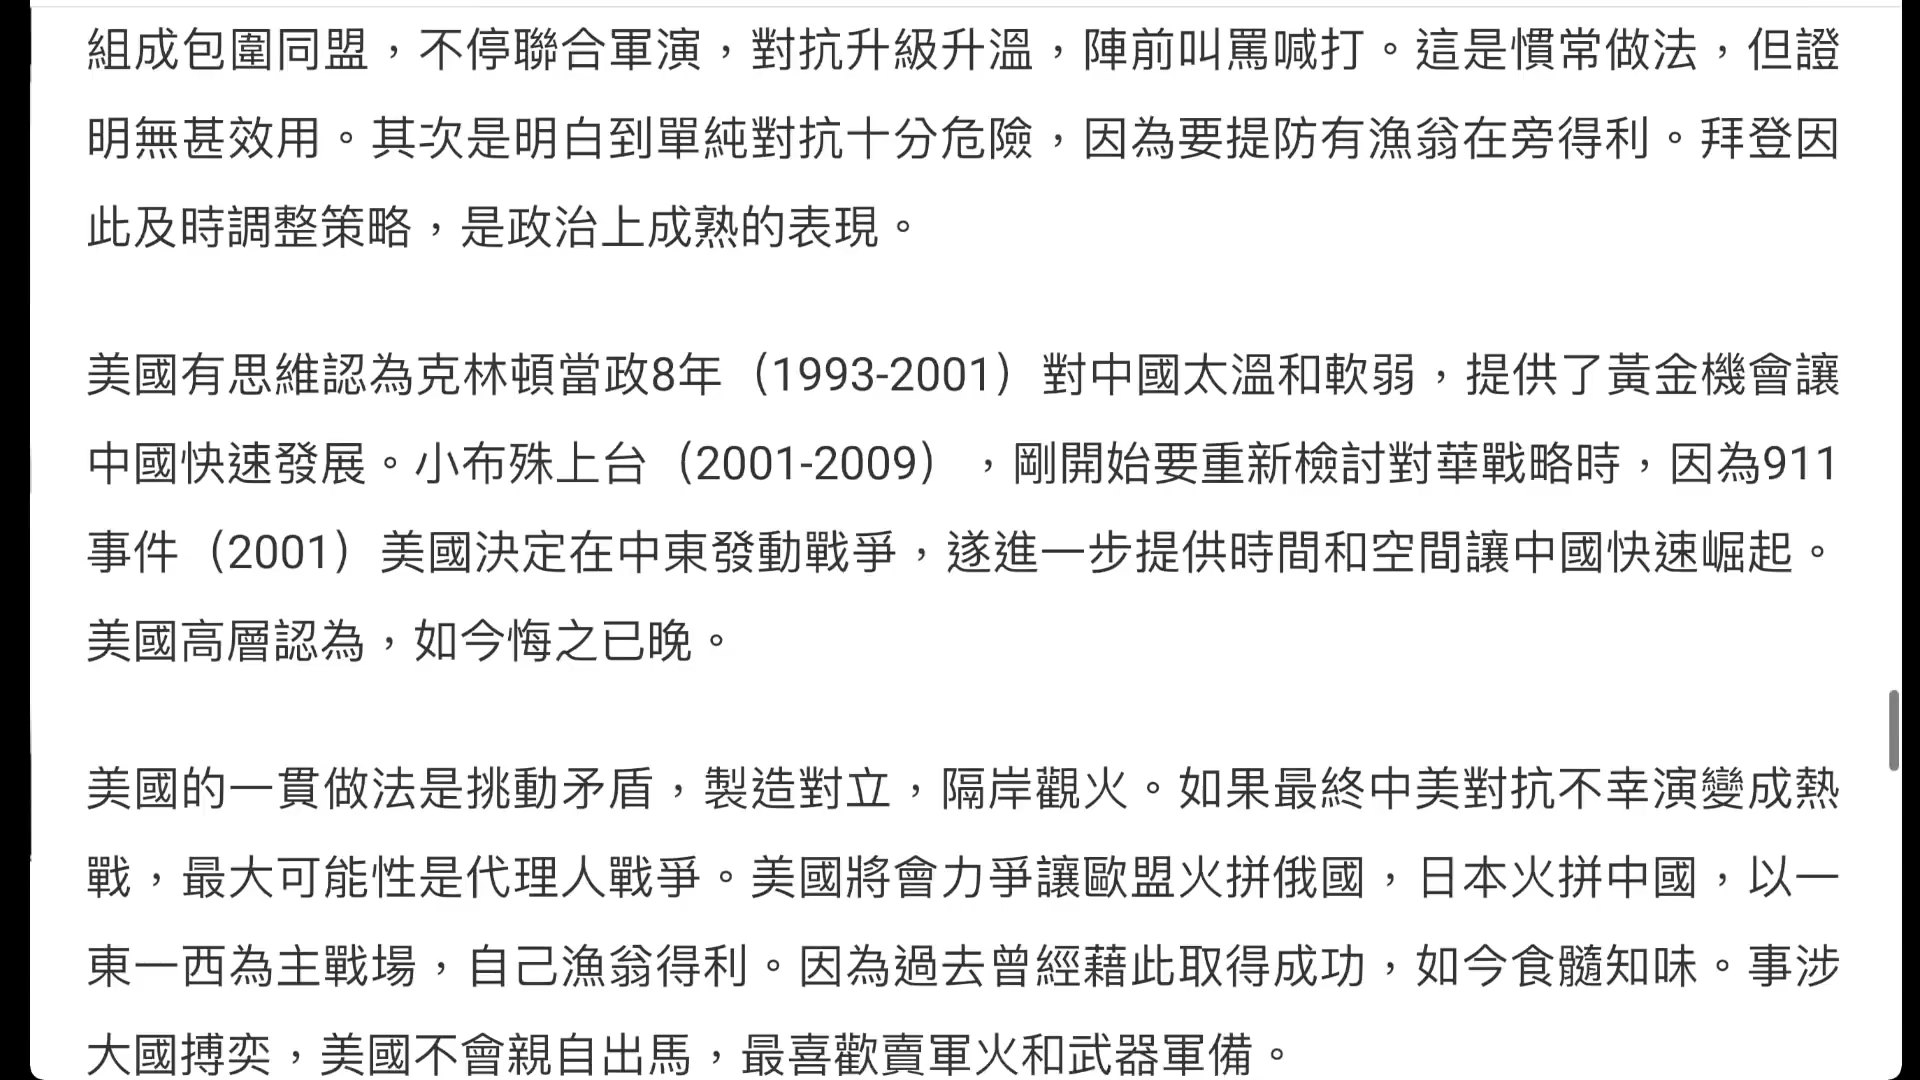 組成包圍同盟，不停聯合軍演，對抗升級升溫，陣前叫罵喊打。這是慣常做法，但證
明無甚效用。其次是明白到單純對抗十分危險，因為要提防有漁翁在旁得利。拜登因
此及時調整策略，是政治上成熟的表現。
美國有思維認為克林頓當政8年（1993-2001）對中國太溫和軟弱，提供了黃金機會讓
中國快速發展。小布殊上台（2001-2009），剛開始要重新檢討對華戰略時，因為911
事件（2001）美國決定在中東發動戰爭，遂進一步提供時間和空間讓中國快速崛起。
美國高層認為，如今悔之已晚。
美國的一貫做法是挑動矛盾，製造對立，隔岸觀火。如果最終中美對抗不幸演變成熱
戰，最大可能性是代理人戰爭。美國將會力爭讓歐盟火拼俄國，日本火拼中國，以一
東一西為主戰場，自己漁翁得利。因為過去曾經藉此取得成功，如今食髓知味。事涉
大國搏奕，美國不會親自出馬，最喜歡賣軍火和武器軍備。